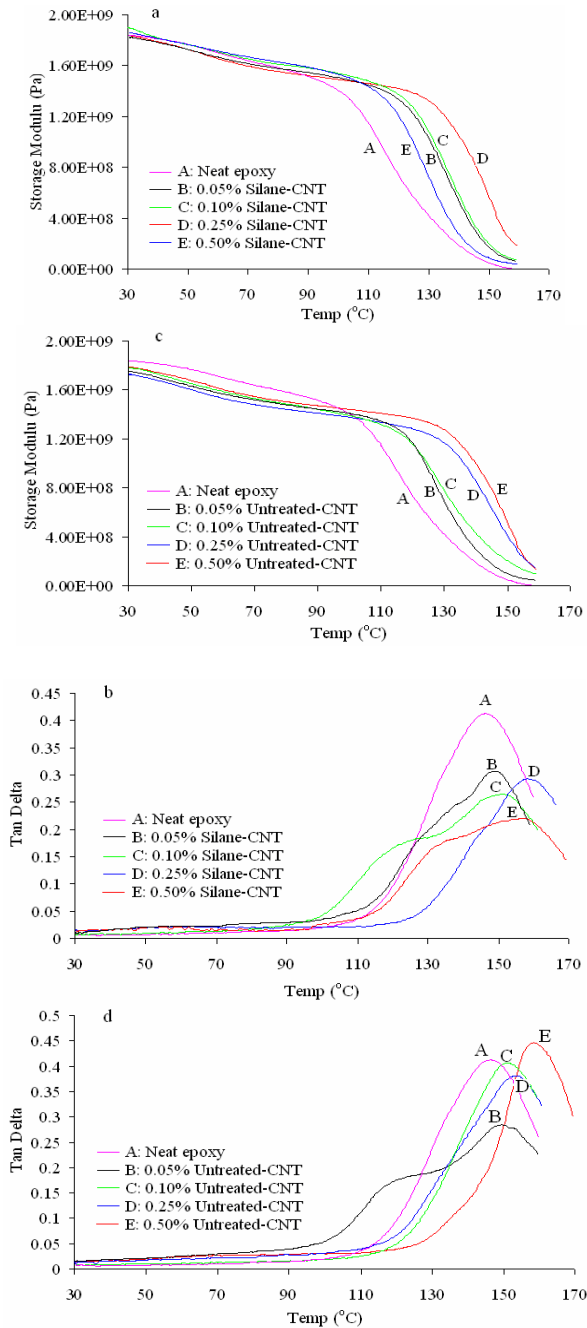 a
2.00E+09
1.60E+09
1.20E+09
8.00E+08
4.00E+08
0.00E+00
Storage Modulu (Pa)
A
E
B
C
D
A: Neat epoxy
B: 0.05% Silane-CNT
C: 0.10% Silane-CNT
D: 0.25% Silane-CNT
E: 0.50% Silane-CNT
30 50 70 90 110 130 150 170
Temp (°C)
c
2.00E+09
1.60E+09
1.20E+09
8.00E+08
4.00E+08
0.00E+00
Storage Modulu (Pa)
A
B
C
D
E
A: Neat epoxy
B: 0.05% Untreated-CNT
C: 0.10% Untreated-CNT
D: 0.25% Untreated-CNT
E: 0.50% Untreated-CNT
30 50 70 90 110 130 150 170
Temp (°C)
b
0.45
0.4
0.35
0.3
0.25
0.2
0.15
0.1
0.05
0
Tan Delta
A
B
D
C
E
A: Neat epoxy
B: 0.05% Silane-CNT
C: 0.10% Silane-CNT
D: 0.25% Silane-CNT
E: 0.50% Silane-CNT
30 50 70 90 110 130 150 170
Temp (°C)
d
0.5
0.45
0.4
0.35
0.3
0.25
0.2
0.15
0.1
0.05
0
Tan Delta
A
C
E
D
B
A: Neat epoxy
B: 0.05% Untreated-CNT
C: 0.10% Untreated-CNT
D: 0.25% Untreated-CNT
E: 0.50% Untreated-CNT
30 50 70 90 110 130 150 170
Temp (°C)